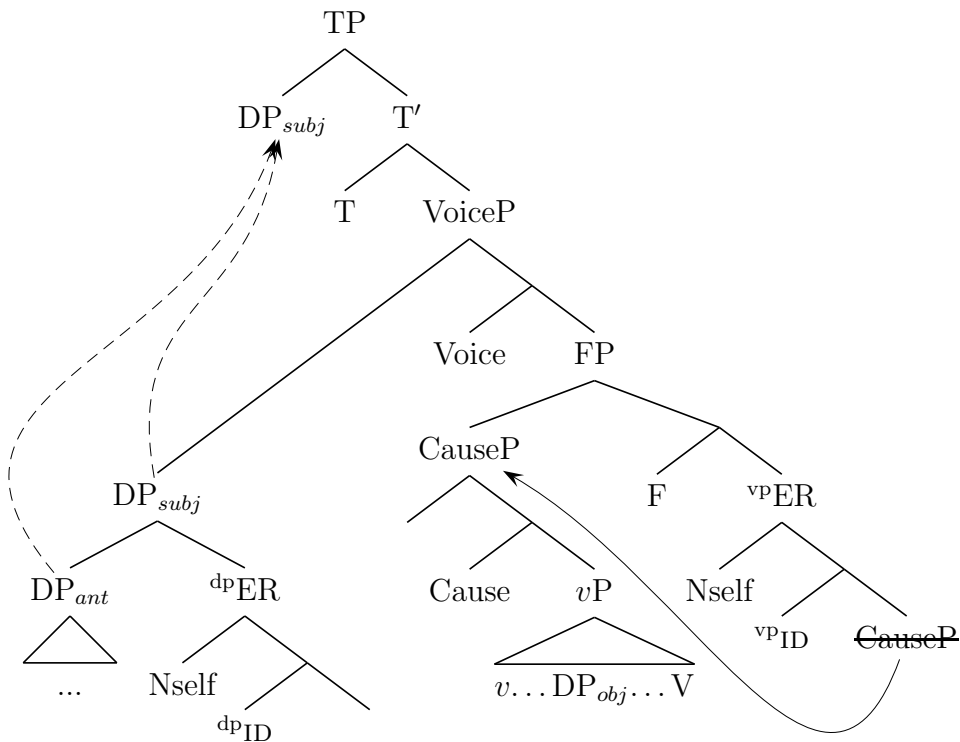 TP
DP_subj T′
T VoiceP
Voice FP
CauseP
DP_subj F ^vpER
DP_ant ^dpER Cause vP Nself
^vpID CauseP
... Nself v… DP_obj… V
^dpID